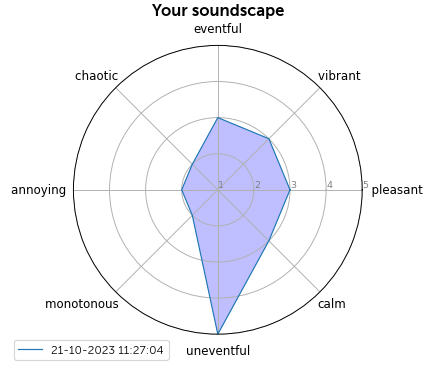 Your soundscape
eventful
chaotic
vibrant
annoying
1 2 3 4 5
pleasant
monotonous
calm
uneventful
21-10-2023 11:27:04